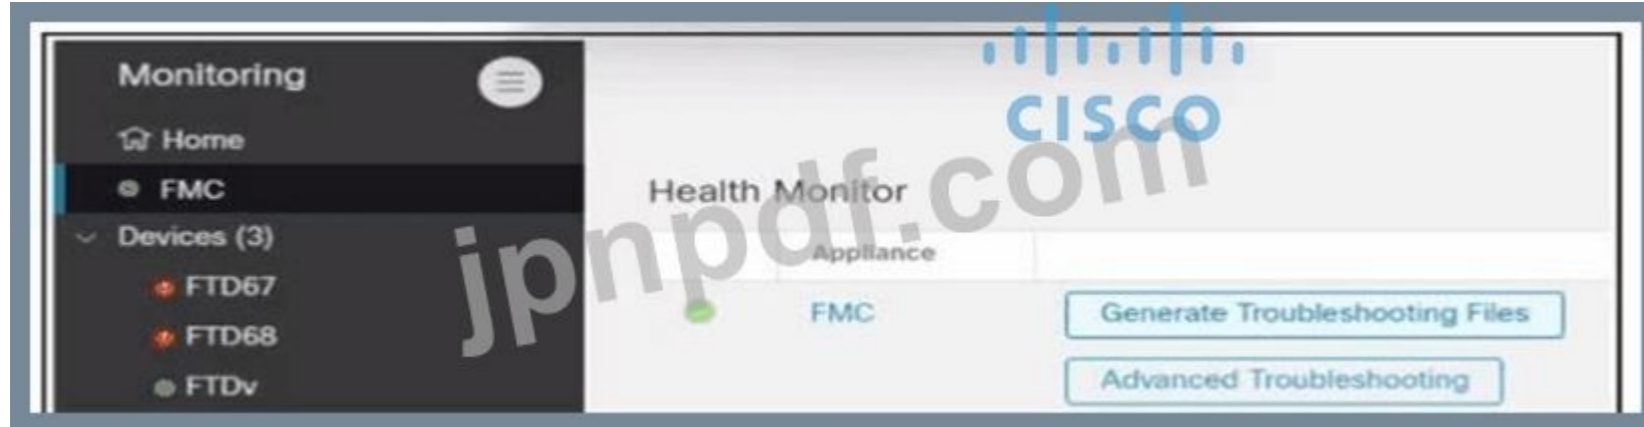 CISCO
jpnpdf.com
Monitoring
Home
FMC
Devices (3)
FTD67
FTD68
FTDv
Health Monitor
Appliance
FMC
Generate Troubleshooting Files
Advanced Troubleshooting